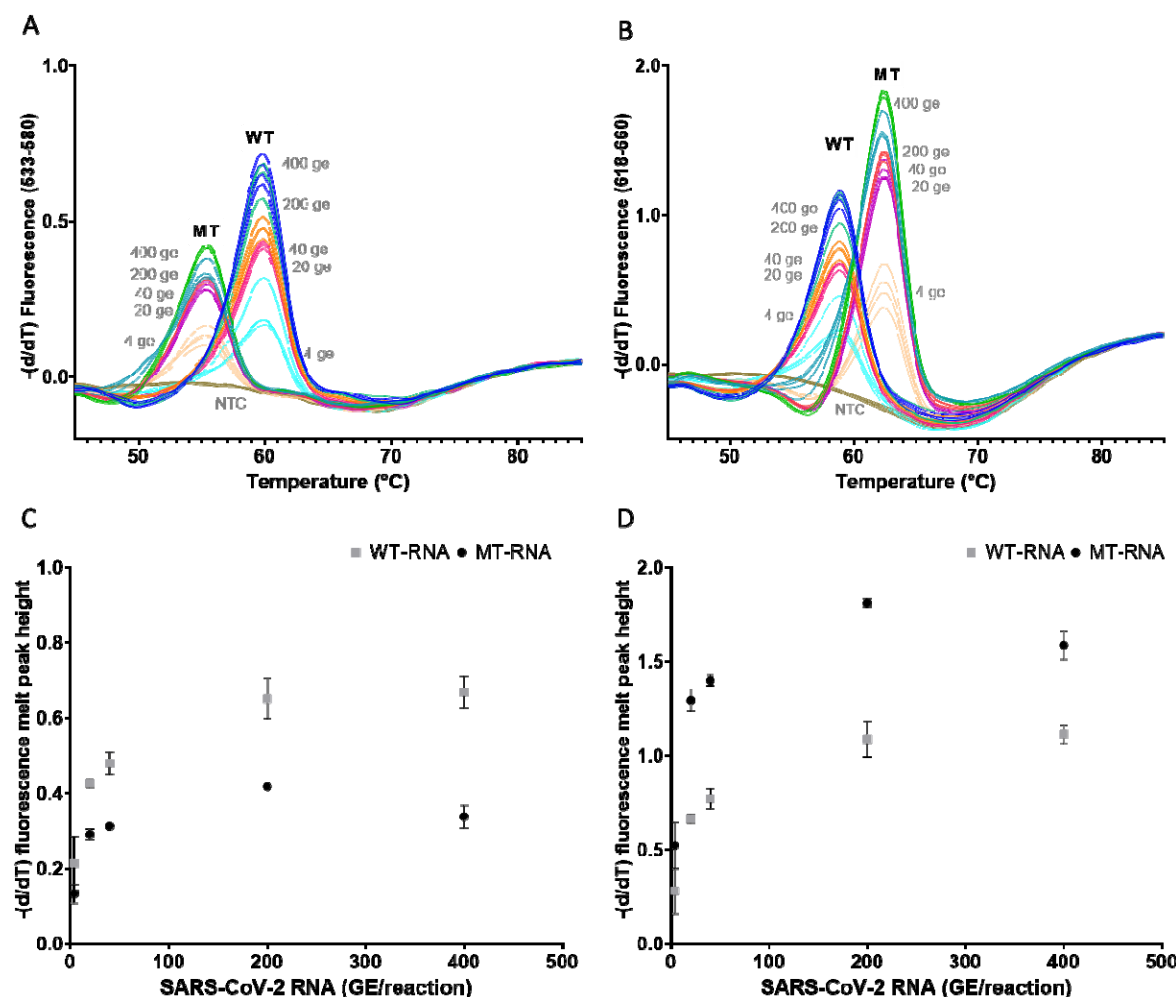 A
1.0
0.5
0.0
-(d/dT) Fluorescence (533-580)
WT
400 ge
200 ge
40 ge
20 ge
4 ge
MT
400 ge
200 ge
40 ge
20 ge
4 ge
NTC
50 60 70 80
Temperature (°C)
B
2.0
1.0
0.0
-(d/dT) Fluorescence (618-660)
MT
400 ge
200 ge
40 ge
20 ge
4 ge
WT
400 ge
200 ge
40 ge
20 ge
4 ge
NTC
50 60 70 80
Temperature (°C)
C
WT-RNA MT-RNA
1.0
0.8
0.6
0.4
0.2
0.0
-(d/dT) fluorescence melt peak height
0 100 200 300 400 500
SARS-CoV-2 RNA (GE/reaction)
D
WT-RNA MT-RNA
2.0
1.5
1.0
0.5
0.0
-(d/dT) fluorescence melt peak height
0 100 200 300 400 500
SARS-CoV-2 RNA (GE/reaction)